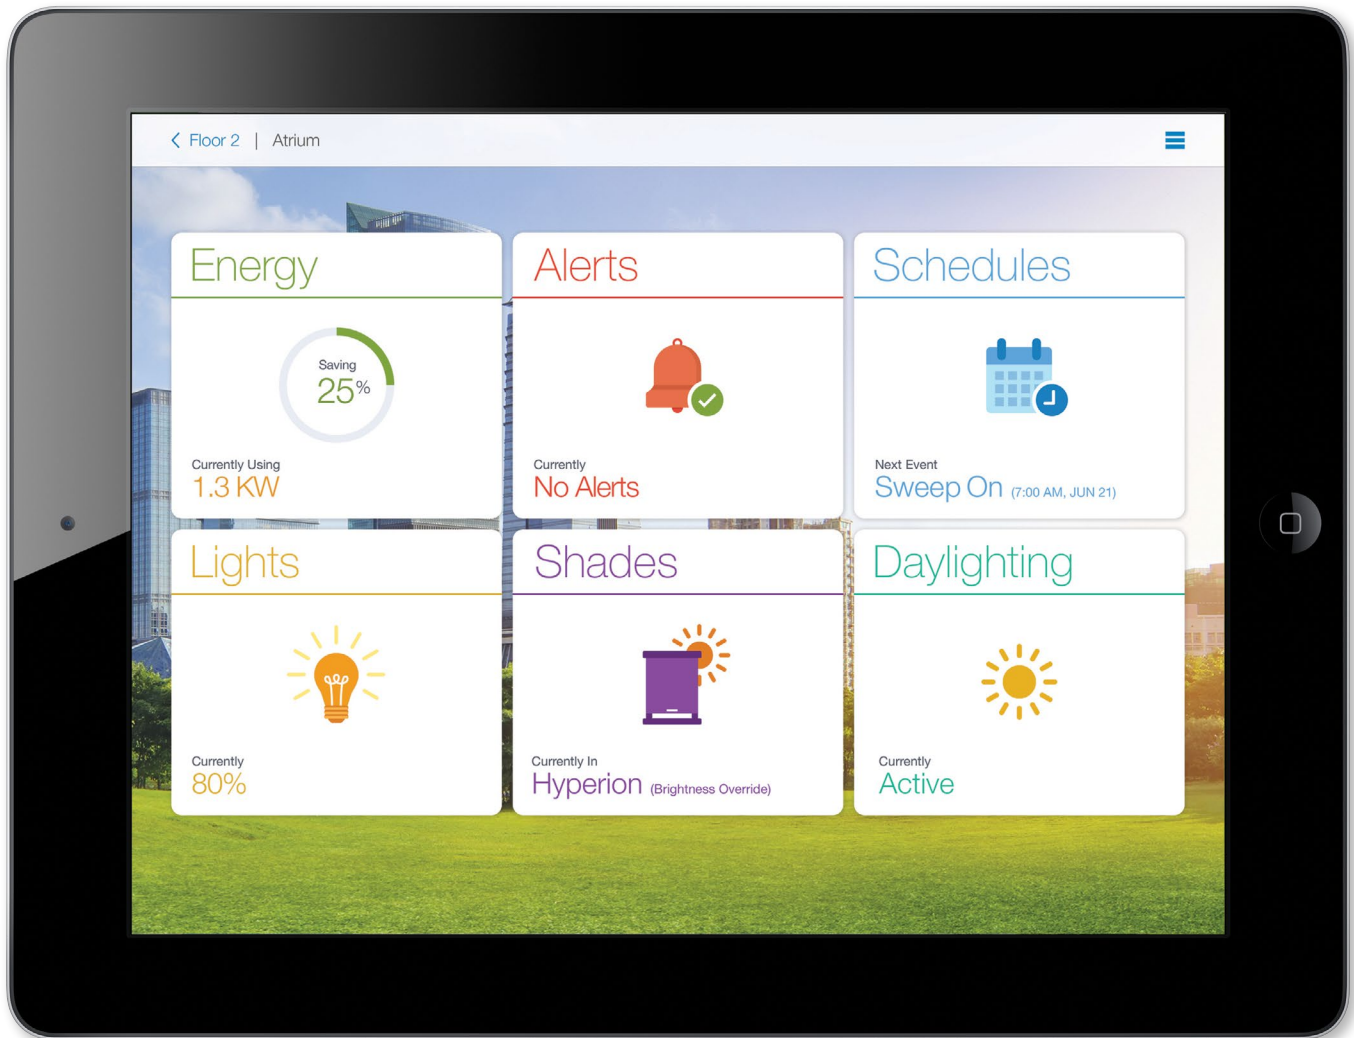 Floor 2 | Atrium
Energy
Saving
25%
Currently Using
1.3 KW
Alerts
Currently
No Alerts
Schedules
Next Event
Sweep On (7:00 AM, JUN 21)
Lights
Currently
80%
Shades
Currently In
Hyperion (Brightness Override)
Daylighting
Currently
Active